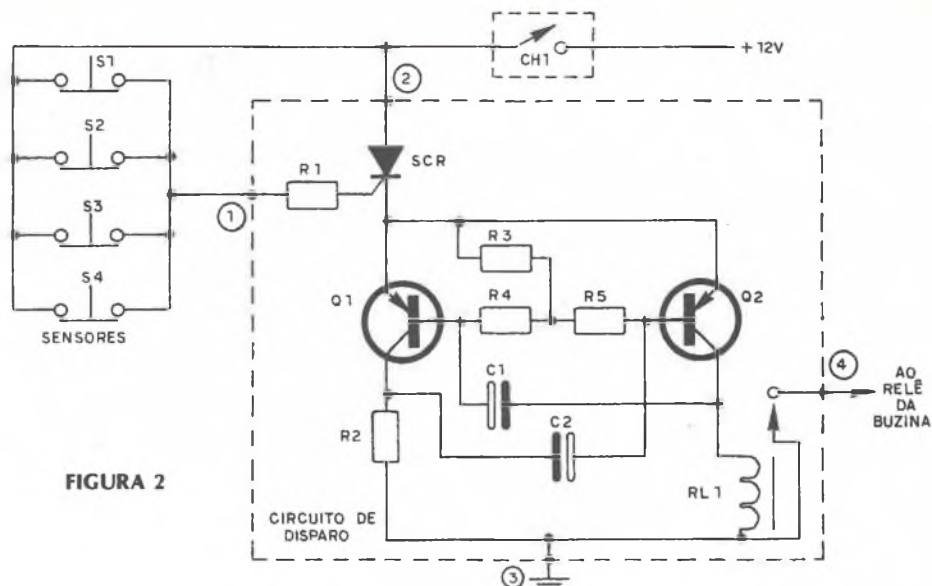 CH1
+12V
S1
2
S2
SCR
R1
S3
1
R3
S4
Q1
R4
R5
Q2
SENSORES
4
C1
AO
RELÊ
DA
BUZINA
R2
C2
FIGURA 2
RL1
CIRCUITO DE
DISPARO
3